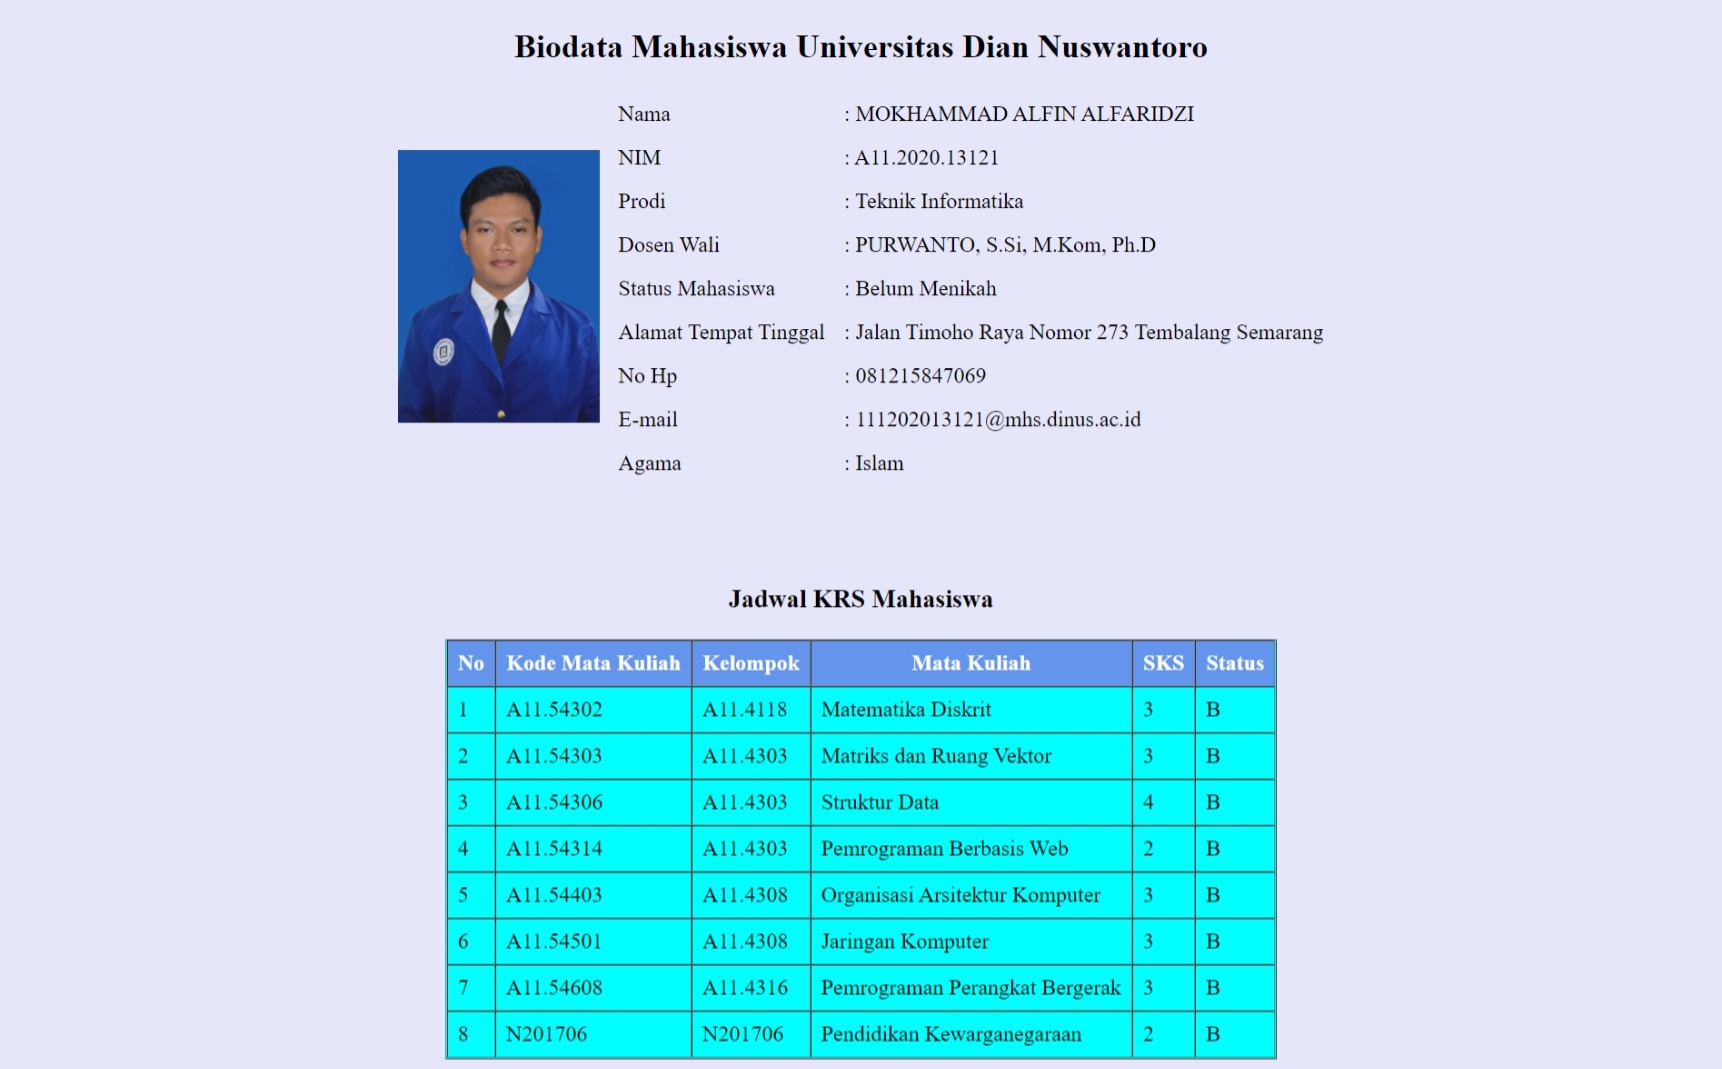 Biodata Mahasiswa Universitas Dian Nuswantoro
Nama : MOKHAMMAD ALFIN ALFARIDZI
NIM : A11.2020.13121
Prodi : Teknik Informatika
Dosen Wali : PURWANTO, S.Si, M.Kom, Ph.D
Status Mahasiswa : Belum Menikah
Alamat Tempat Tinggal : Jalan Timoho Raya Nomor 273 Tembalang Semarang
No Hp : 081215847069
E-mail : 111202013121@mhs.dinus.ac.id
Agama : Islam
Jadwal KRS Mahasiswa
No Kode Mata Kuliah Kelompok Mata Kuliah SKS Status
1 A11.54302 A11.4118 Matematika Diskrit 3 B
2 A11.54303 A11.4303 Matriks dan Ruang Vektor 3 B
3 A11.54306 A11.4303 Struktur Data 4 B
4 A11.54314 A11.4303 Pemrograman Berbasis Web 2 B
5 A11.54403 A11.4308 Organisasi Arsitektur Komputer 3 B
6 A11.54501 A11.4308 Jaringan Komputer 3 B
7 A11.54608 A11.4316 Pemrograman Perangkat Bergerak 3 B
8 N201706 N201706 Pendidikan Kewarganegaraan 2 B